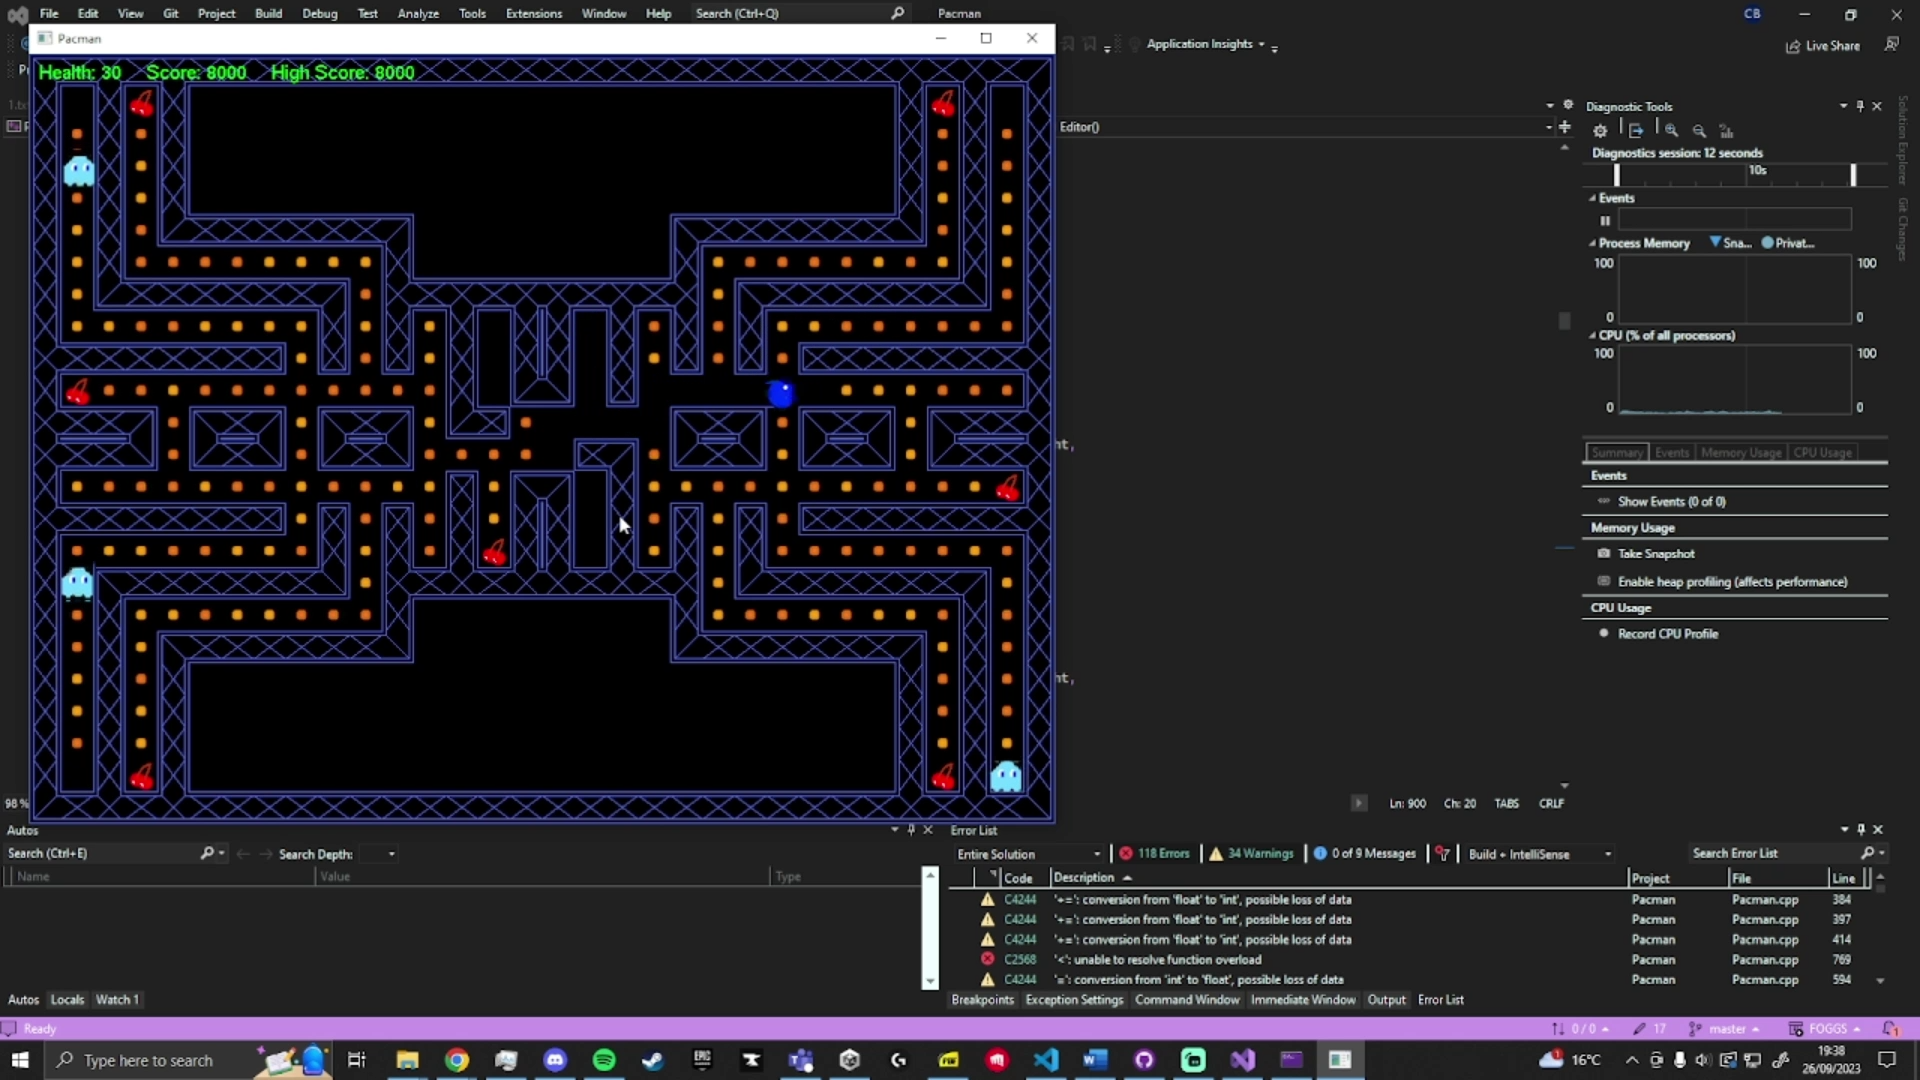 File Edit View Git Project Build Debug Test Analyze Tools Extensions Window Help Search (Ctrl+Q) Pacman CB
Pacman
Application Insights
Live Share
Health: 30 Score: 8000 High Score: 8000
Diagnostic Tools
Editor()
Solution Explorer
Git Changes
Diagnostics session: 12 seconds
10s
Events
Process Memory Sna... Privat...
100 100
0 0
CPU (% of all processors)
100 100
0 0
Summary Events Memory Usage CPU Usage
Events
Show Events (0 of 0)
Memory Usage
Take Snapshot
Enable heap profiling (affects performance)
CPU Usage
Record CPU Profile
98 %
Ln: 900 Ch: 20 TABS CRLF
Autos
Search (Ctrl+E) Search Depth:
Name Value Type
Error List
Entire Solution 118 Errors 34 Warnings 0 of 9 Messages Build + IntelliSense Search Error List
Code Description Project File Line
C4244 '+=': conversion from 'float' to 'int', possible loss of data Pacman Pacman.cpp 384
C4244 '+=': conversion from 'float' to 'int', possible loss of data Pacman Pacman.cpp 397
C4244 '+=': conversion from 'float' to 'int', possible loss of data Pacman Pacman.cpp 414
C2568 '<': unable to resolve function overload Pacman Pacman.cpp 769
C4244 '=': conversion from 'int' to 'float', possible loss of data Pacman Pacman.cpp 594
Autos Locals Watch 1
Breakpoints Exception Settings Command Window Immediate Window Output Error List
Ready
0 / 0 17 master FOGGS
Type here to search
16°C
19:38
26/09/2023